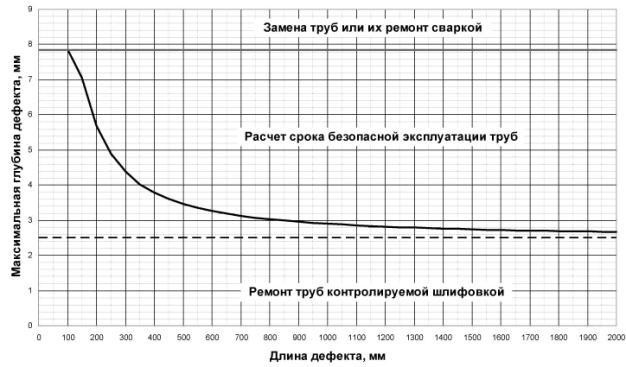 9
Замена труб или их ремонт сваркой
8
7
6
Расчет срока безопасной эксплуатации труб
5
4
3
2
1
Ремонт труб контролируемой шлифовкой
0
Максимальная глубина дефекта, мм
0 100 200 300 400 500 600 700 800 900 1000 1100 1200 1300 1400 1500 1600 1700 1800 1900 2000
Длина дефекта, мм